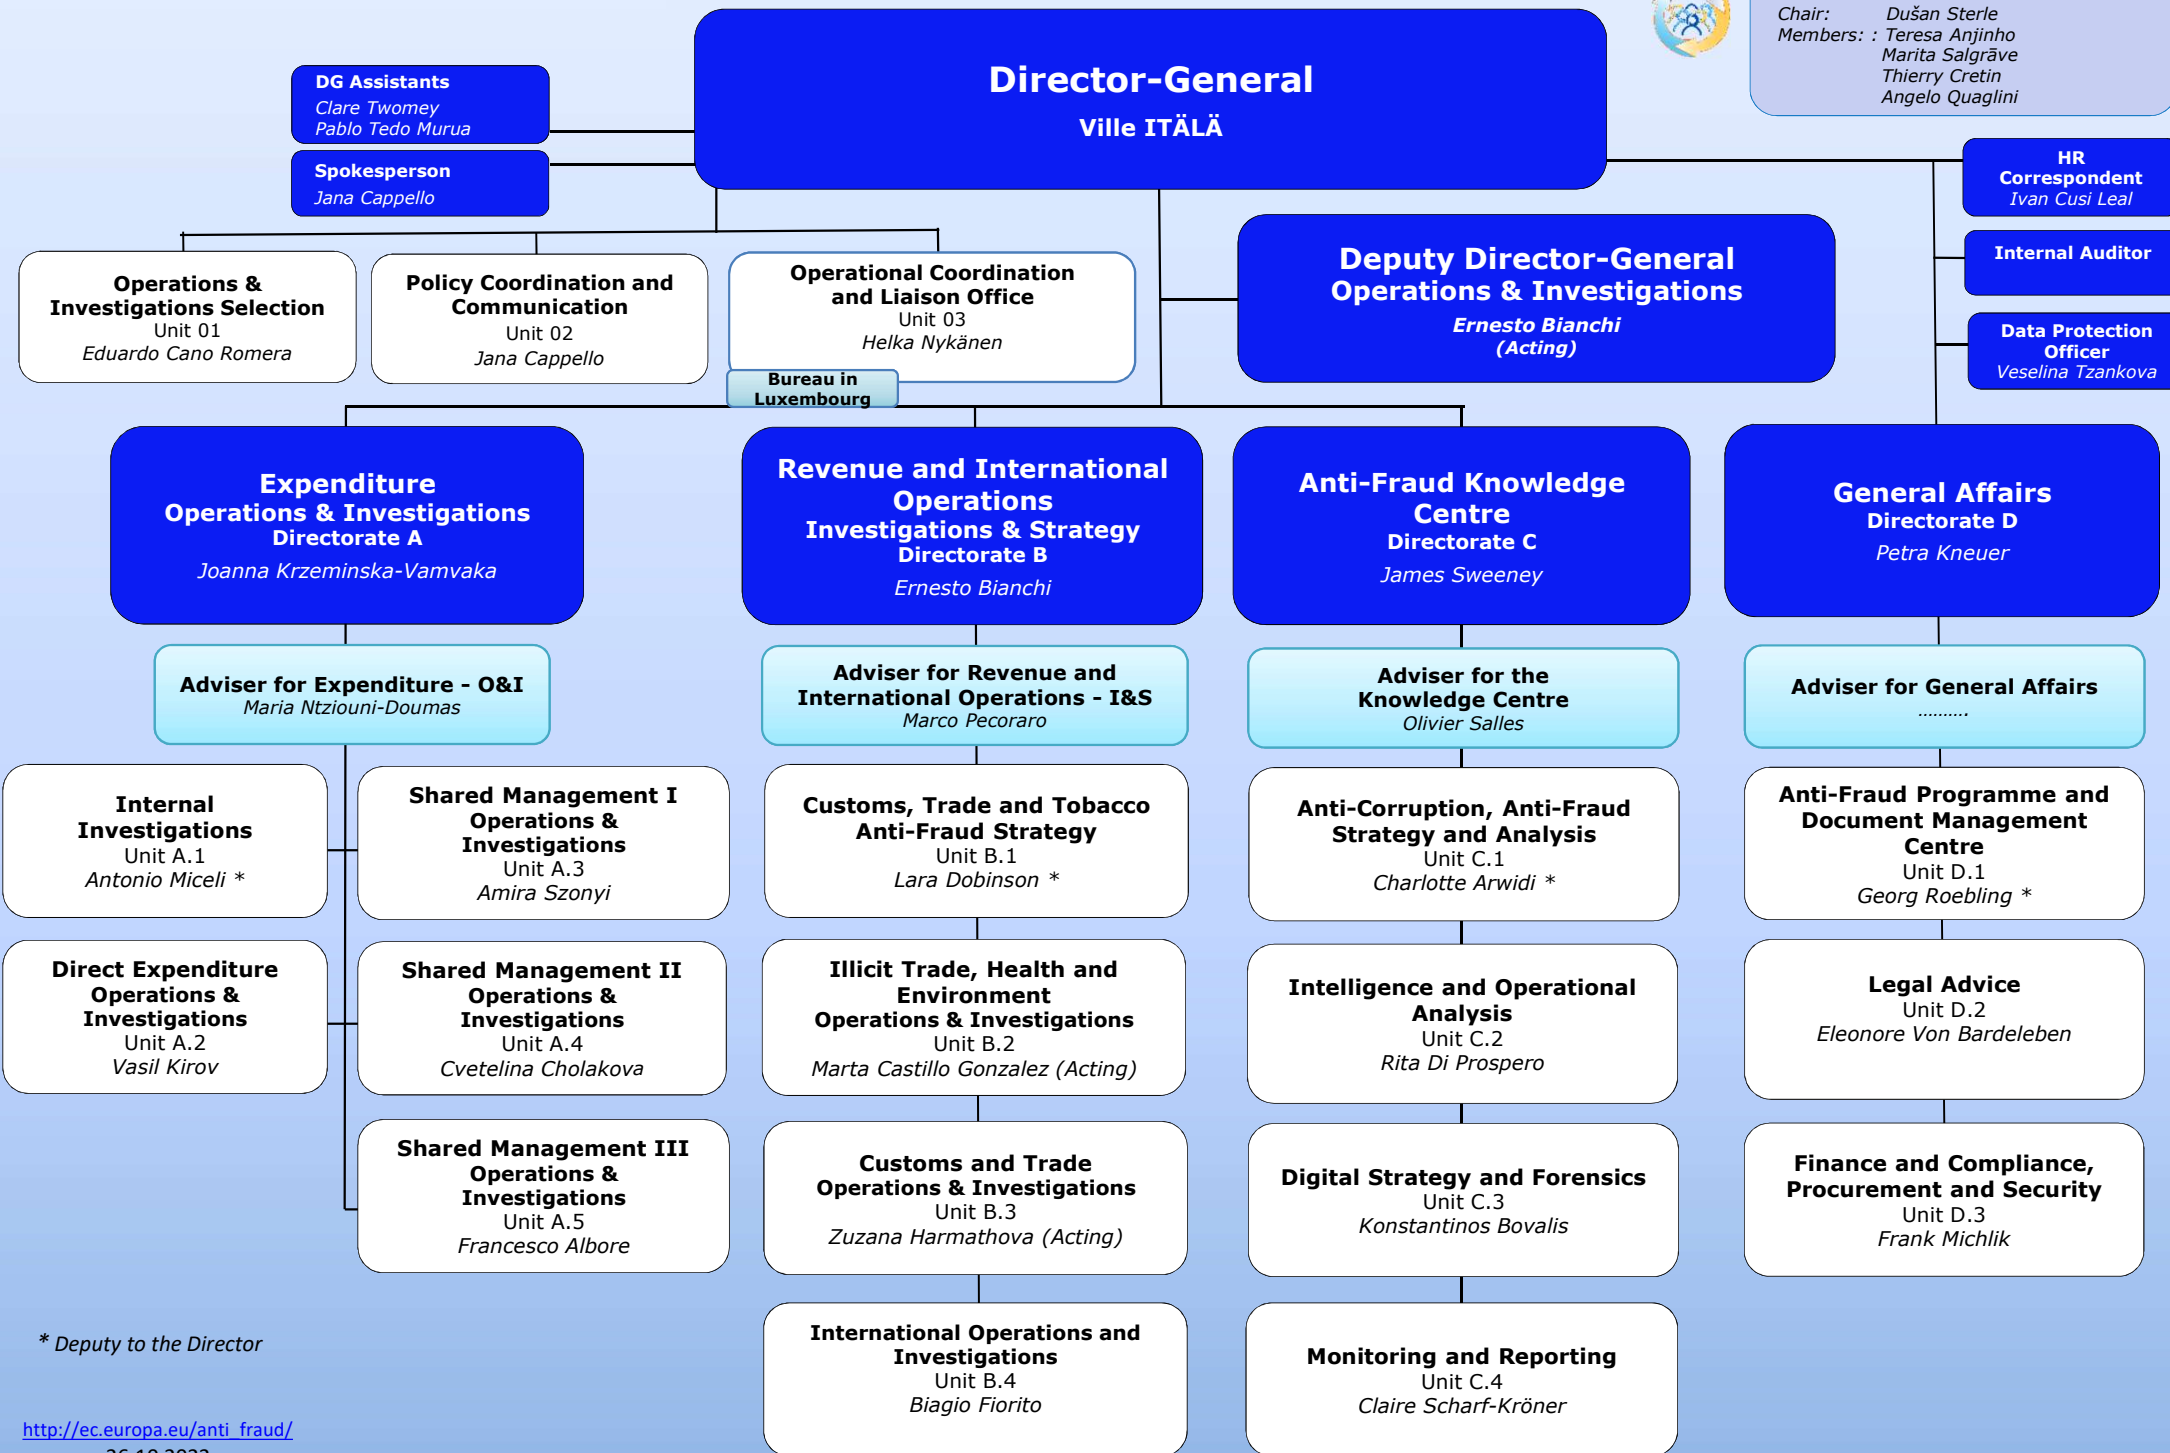 Chair: Dušan Sterle
Members: : Teresa Anjinho
Marita Salgrāve
Thierry Cretin
Angelo Quaglini
Director-General
Ville ITÄLÄ
DG Assistants
Clare Twomey
Pablo Tedo Murua
Spokesperson
Jana Cappello
HR
Correspondent
Ivan Cusi Leal
Internal Auditor
Data Protection
Officer
Veselina Tzankova
Operations &
Investigations Selection
Unit 01
Eduardo Cano Romera
Policy Coordination and
Communication
Unit 02
Jana Cappello
Operational Coordination
and Liaison Office
Unit 03
Helka Nykänen
Bureau in
Luxembourg
Deputy Director-General
Operations & Investigations
Ernesto Bianchi
(Acting)
Expenditure
Operations & Investigations
Directorate A
Joanna Krzeminska-Vamvaka
Revenue and International
Operations
Investigations & Strategy
Directorate B
Ernesto Bianchi
Anti-Fraud Knowledge
Centre
Directorate C
James Sweeney
General Affairs
Directorate D
Petra Kneuer
Adviser for Expenditure - O&I
Maria Ntziouni-Doumas
Adviser for Revenue and
International Operations - I&S
Marco Pecoraro
Adviser for the
Knowledge Centre
Olivier Salles
Adviser for General Affairs
..........
Internal
Investigations
Unit A.1
Antonio Miceli *
Shared Management I
Operations &
Investigations
Unit A.3
Amira Szonyi
Customs, Trade and Tobacco
Anti-Fraud Strategy
Unit B.1
Lara Dobinson *
Anti-Corruption, Anti-Fraud
Strategy and Analysis
Unit C.1
Charlotte Arwidi *
Anti-Fraud Programme and
Document Management
Centre
Unit D.1
Georg Roebling *
Direct Expenditure
Operations &
Investigations
Unit A.2
Vasil Kirov
Shared Management II
Operations &
Investigations
Unit A.4
Cvetelina Cholakova
Illicit Trade, Health and
Environment
Operations & Investigations
Unit B.2
Marta Castillo Gonzalez (Acting)
Intelligence and Operational
Analysis
Unit C.2
Rita Di Prospero
Legal Advice
Unit D.2
Eleonore Von Bardeleben
Shared Management III
Operations &
Investigations
Unit A.5
Francesco Albore
Customs and Trade
Operations & Investigations
Unit B.3
Zuzana Harmathova (Acting)
Digital Strategy and Forensics
Unit C.3
Konstantinos Bovalis
Finance and Compliance,
Procurement and Security
Unit D.3
Frank Michlik
International Operations and
Investigations
Unit B.4
Biagio Fiorito
Monitoring and Reporting
Unit C.4
Claire Scharf-Kröner
* Deputy to the Director
http://ec.europa.eu/anti_fraud/